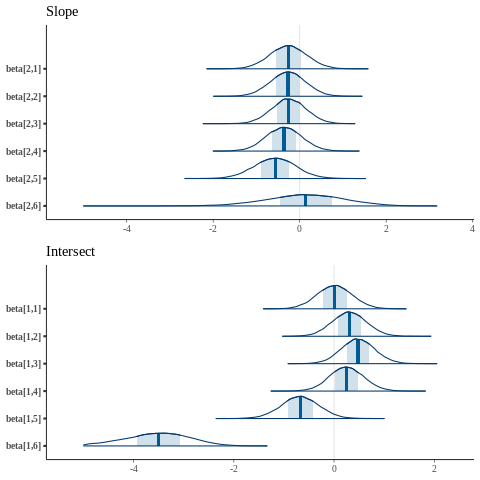 Slope
beta[2,1]
beta[2,2]
beta[2,3]
beta[2,4]
beta[2,5]
beta[2,6]
-4 -2 0 2 4
Intersect
beta[1,1]
beta[1,2]
beta[1,3]
beta[1,4]
beta[1,5]
beta[1,6]
-4 -2 0 2